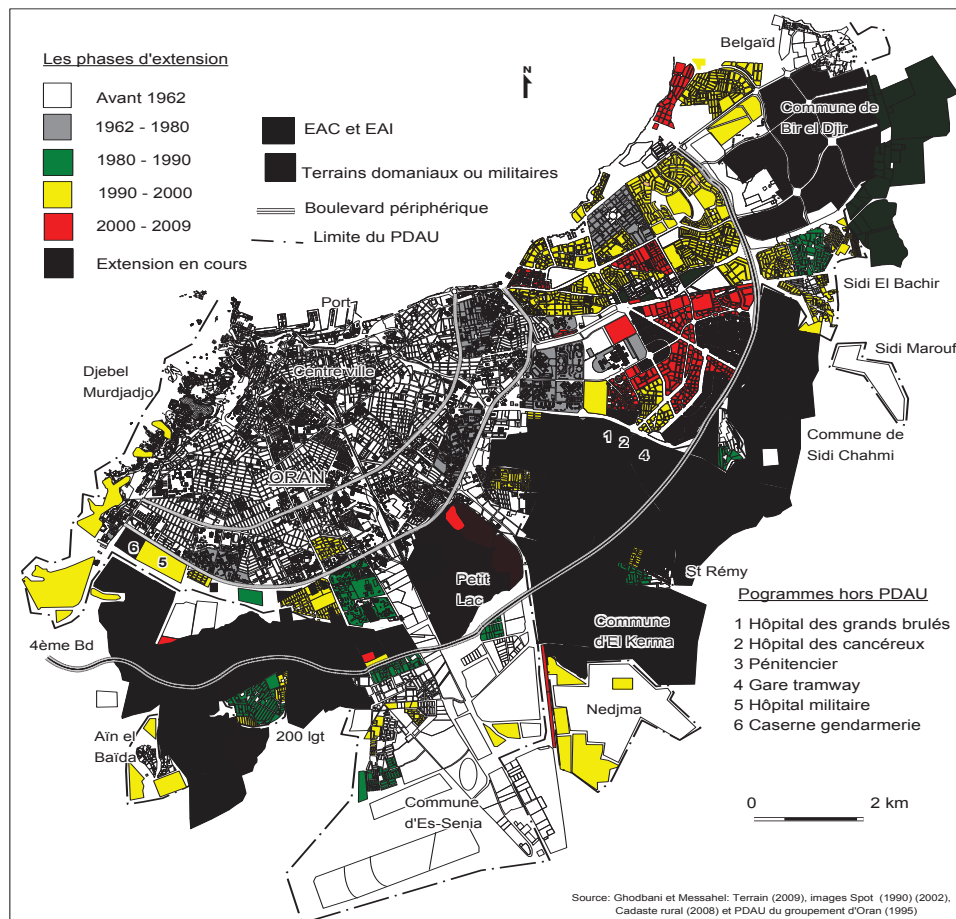 Les phases d'extension
Avant 1962
1962 - 1980
1980 - 1990
1990 - 2000
2000 - 2009
Extension en cours
EAC et EAI
Terrains domaniaux ou militaires
Boulevard périphérique
Limite du PDAU
N
Belgaïd
Commune de
Bir el Djir
Sidi El Bachir
Sidi Marouf
Commune de
Sidi Chahmi
Port
Centre ville
Djebel
Murdjadjo
ORAN
1
2
4
6
5
Petit
Lac
St Rémy
Commune
d'El Kerma
4ème Bd
Nedjma
Aïn el
Baïda
200 lgt
Commune
d'Es-Senia
Pogrammes hors PDAU
1 Hôpital des grands brulés
2 Hôpital des cancéreux
3 Pénitencier
4 Gare tramway
5 Hôpital militaire
6 Caserne gendarmerie
0 2 km
Source: Ghodbani et Messahel: Terrain (2009), images Spot (1990) (2002),
Cadaste rural (2008) et PDAU du groupement d'Oran (1995)